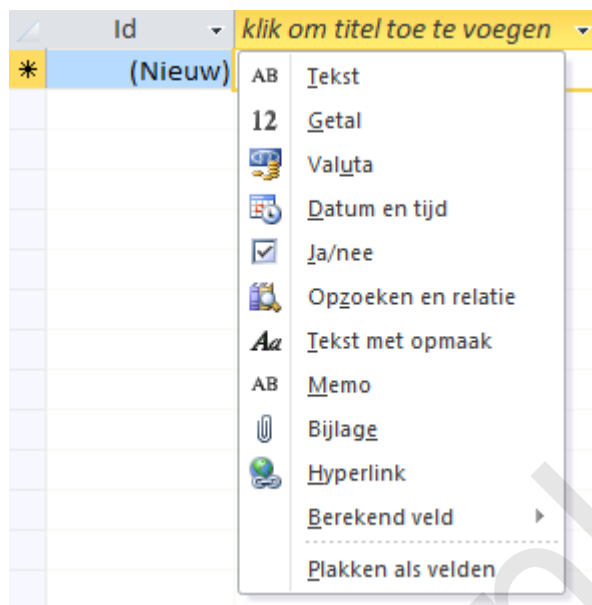 Id klik om titel toe te voegen
(Nieuw)
AB Tekst
12 Getal
Valuta
Datum en tijd
Ja/nee
Opzoeken en relatie
Aa Tekst met opmaak
AB Memo
Bijlage
Hyperlink
Berekend veld
Plakken als velden